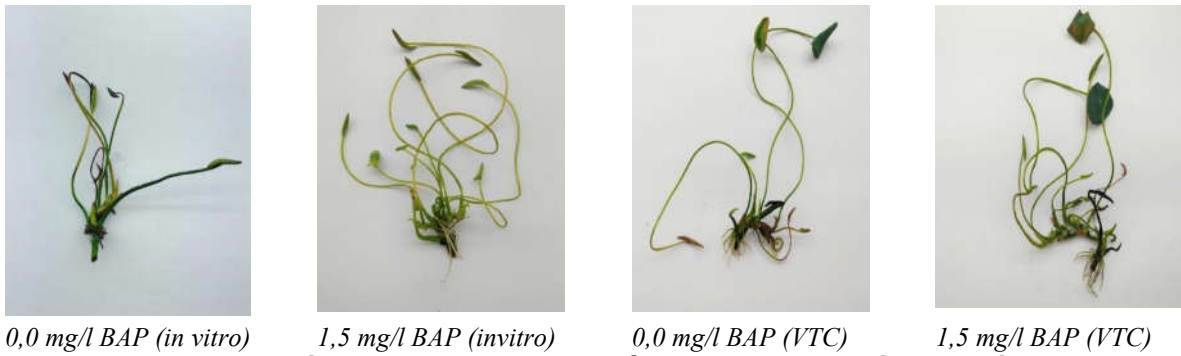 0,0 mg/l BAP (in vitro)
1,5 mg/l BAP (invitro)
0,0 mg/l BAP (VTC)
1,5 mg/l BAP (VTC)